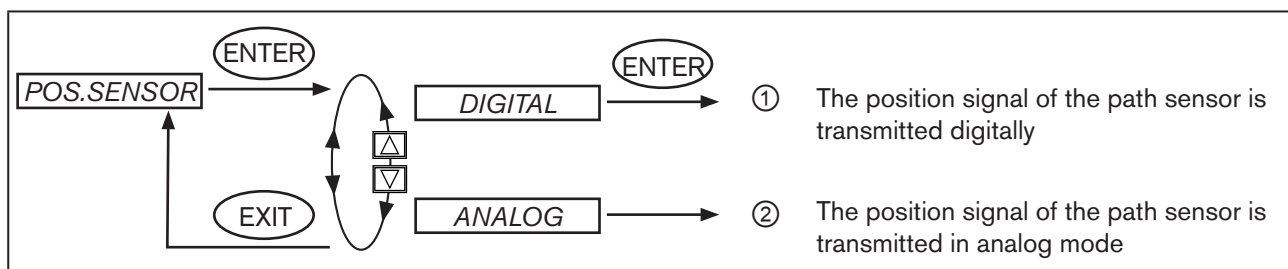 ENTER
POS.SENSOR
ENTER
DIGITAL
① The position signal of the path sensor is
transmitted digitally
EXIT
ANALOG
② The position signal of the path sensor is
transmitted in analog mode